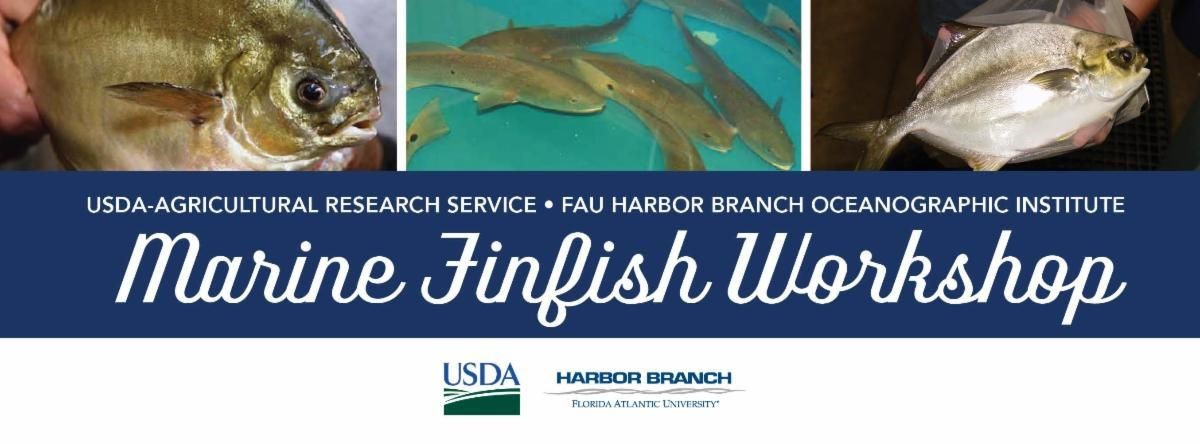 USDA-AGRICULTURAL RESEARCH SERVICE • FAU HARBOR BRANCH OCEANOGRAPHIC INSTITUTE
Marine Finfish Workshop
USDA
HARBOR BRANCH
FLORIDA ATLANTIC UNIVERSITY